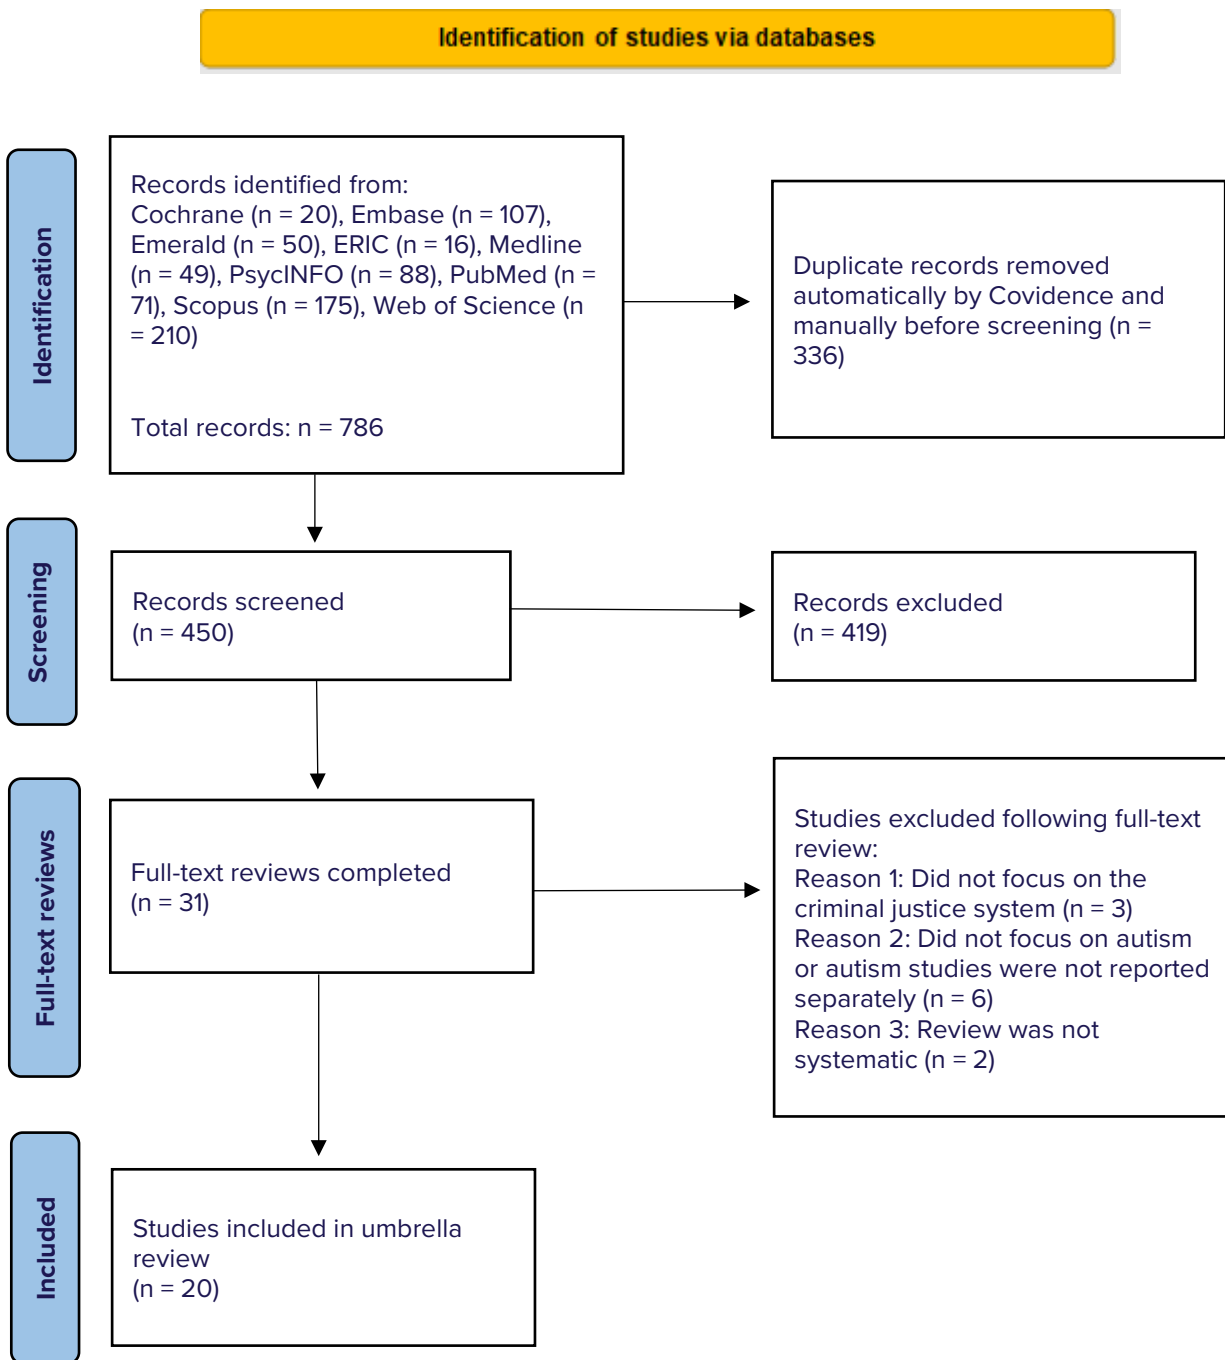 Identification of studies via databases
Identification
Records identified from:
Cochrane (n = 20), Embase (n = 107),
Emerald (n = 50), ERIC (n = 16), Medline
(n = 49), PsycINFO (n = 88), PubMed (n =
71), Scopus (n = 175), Web of Science (n
= 210)
Total records: n = 786
Duplicate records removed
automatically by Covidence and
manually before screening (n =
336)
Screening
Records screened
(n = 450)
Records excluded
(n = 419)
Full-text reviews
Full-text reviews completed
(n = 31)
Studies excluded following full-text
review:
Reason 1: Did not focus on the
criminal justice system (n = 3)
Reason 2: Did not focus on autism
or autism studies were not reported
separately (n = 6)
Reason 3: Review was not
systematic (n = 2)
Included
Studies included in umbrella
review
(n = 20)